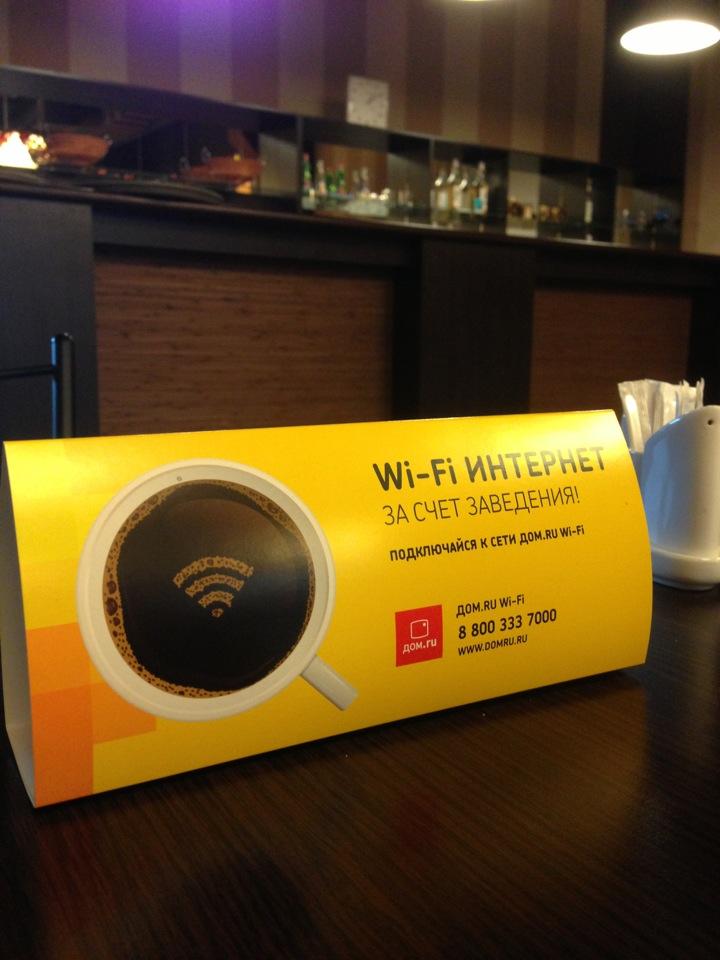 Wi-Fi ИНТЕРНЕТ
ЗА СЧЕТ ЗАВЕДЕНИЯ!
ПОДКЛЮЧАЙСЯ К СЕТИ ДОМ.RU Wi-Fi
ДОМ.ru
ДОМ.RU Wi-Fi
8 800 333 7000
WWW.DOMRU.RU